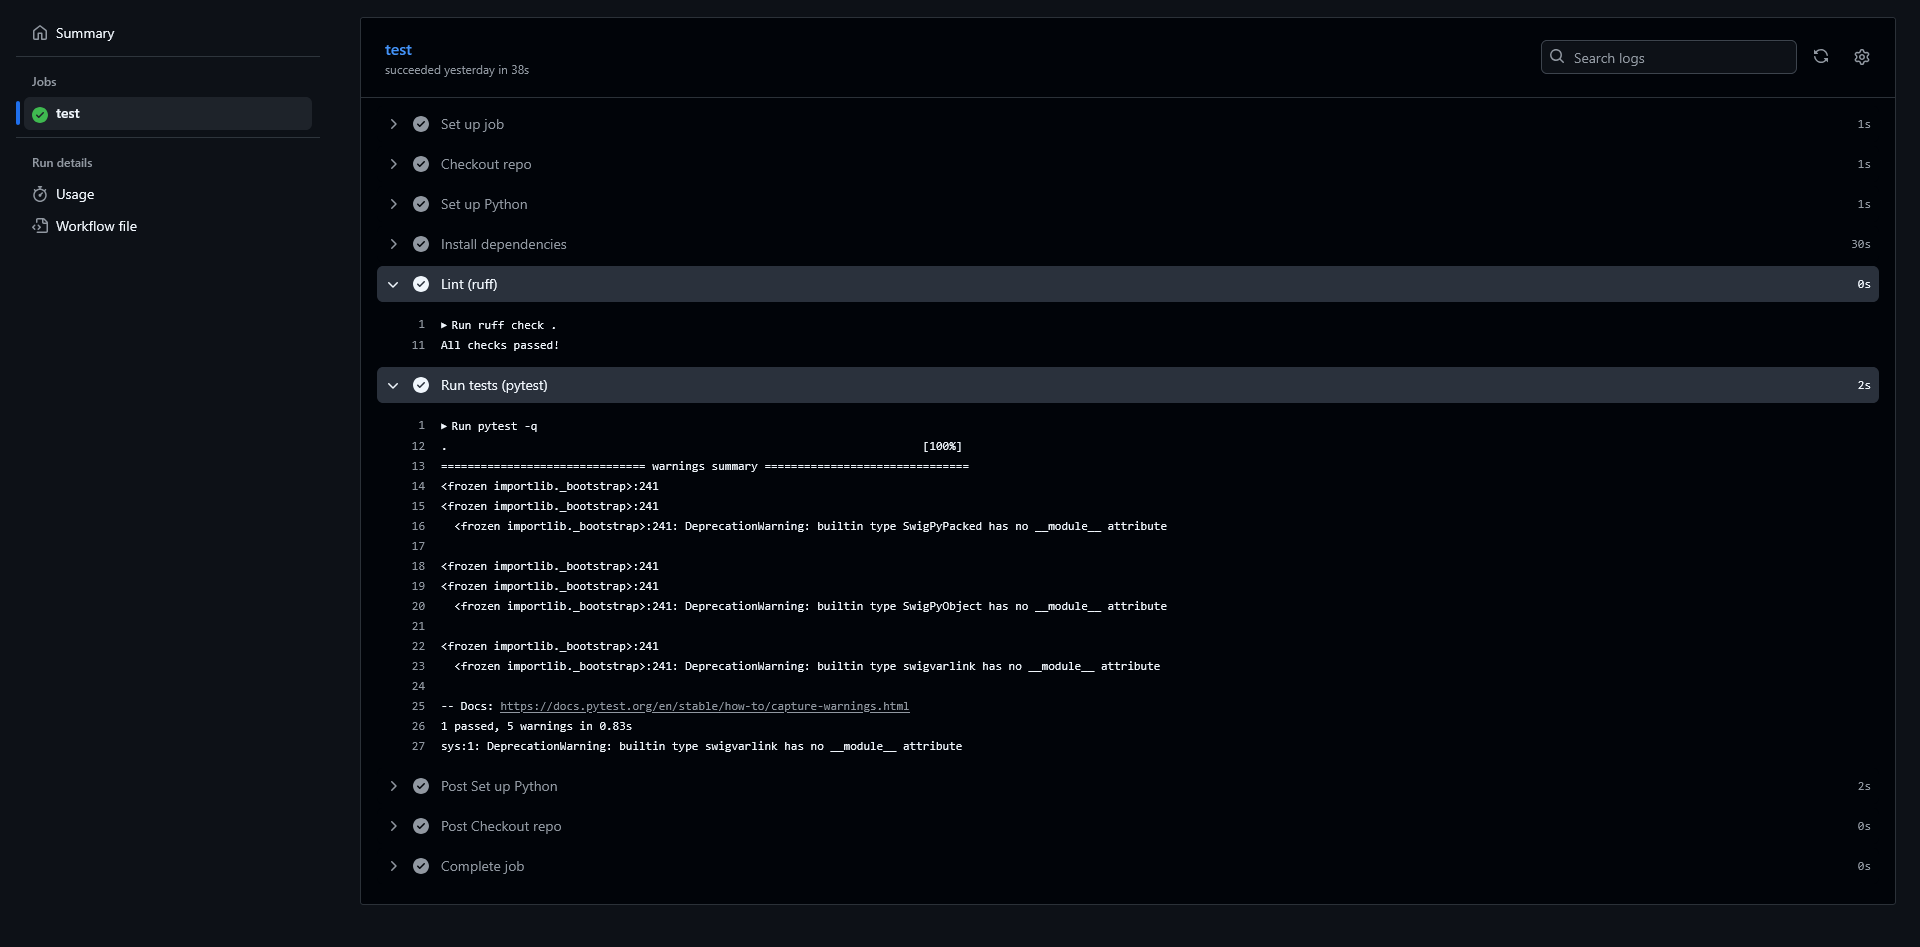 Summary
Jobs
test
Run details
Usage
Workflow file
test
succeeded yesterday in 38s
Search logs
Set up job 1s
Checkout repo 1s
Set up Python 1s
Install dependencies 30s
Lint (ruff) 0s
1 ▶ Run ruff check .
11 All checks passed!
Run tests (pytest) 2s
1 ▶ Run pytest -q
12 . [100%]
13 =============================== warnings summary ===============================
14 <frozen importlib._bootstrap>:241
15 <frozen importlib._bootstrap>:241
16 <frozen importlib._bootstrap>:241: DeprecationWarning: builtin type SwigPyPacked has no __module__ attribute
17
18 <frozen importlib._bootstrap>:241
19 <frozen importlib._bootstrap>:241
20 <frozen importlib._bootstrap>:241: DeprecationWarning: builtin type SwigPyObject has no __module__ attribute
21
22 <frozen importlib._bootstrap>:241
23 <frozen importlib._bootstrap>:241: DeprecationWarning: builtin type swigvarlink has no __module__ attribute
24
25 -- Docs: https://docs.pytest.org/en/stable/how-to/capture-warnings.html
26 1 passed, 5 warnings in 0.83s
27 sys:1: DeprecationWarning: builtin type swigvarlink has no __module__ attribute
Post Set up Python 2s
Post Checkout repo 0s
Complete job 0s